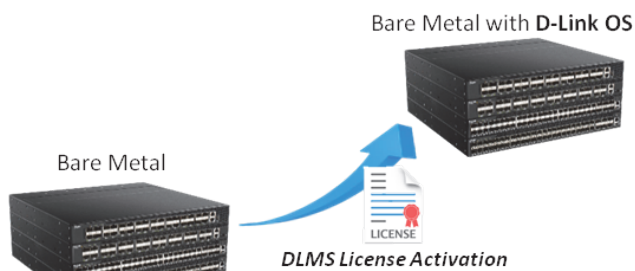 Bare Metal with D-Link OS
Bare Metal
LICENSE
DLMS License Activation